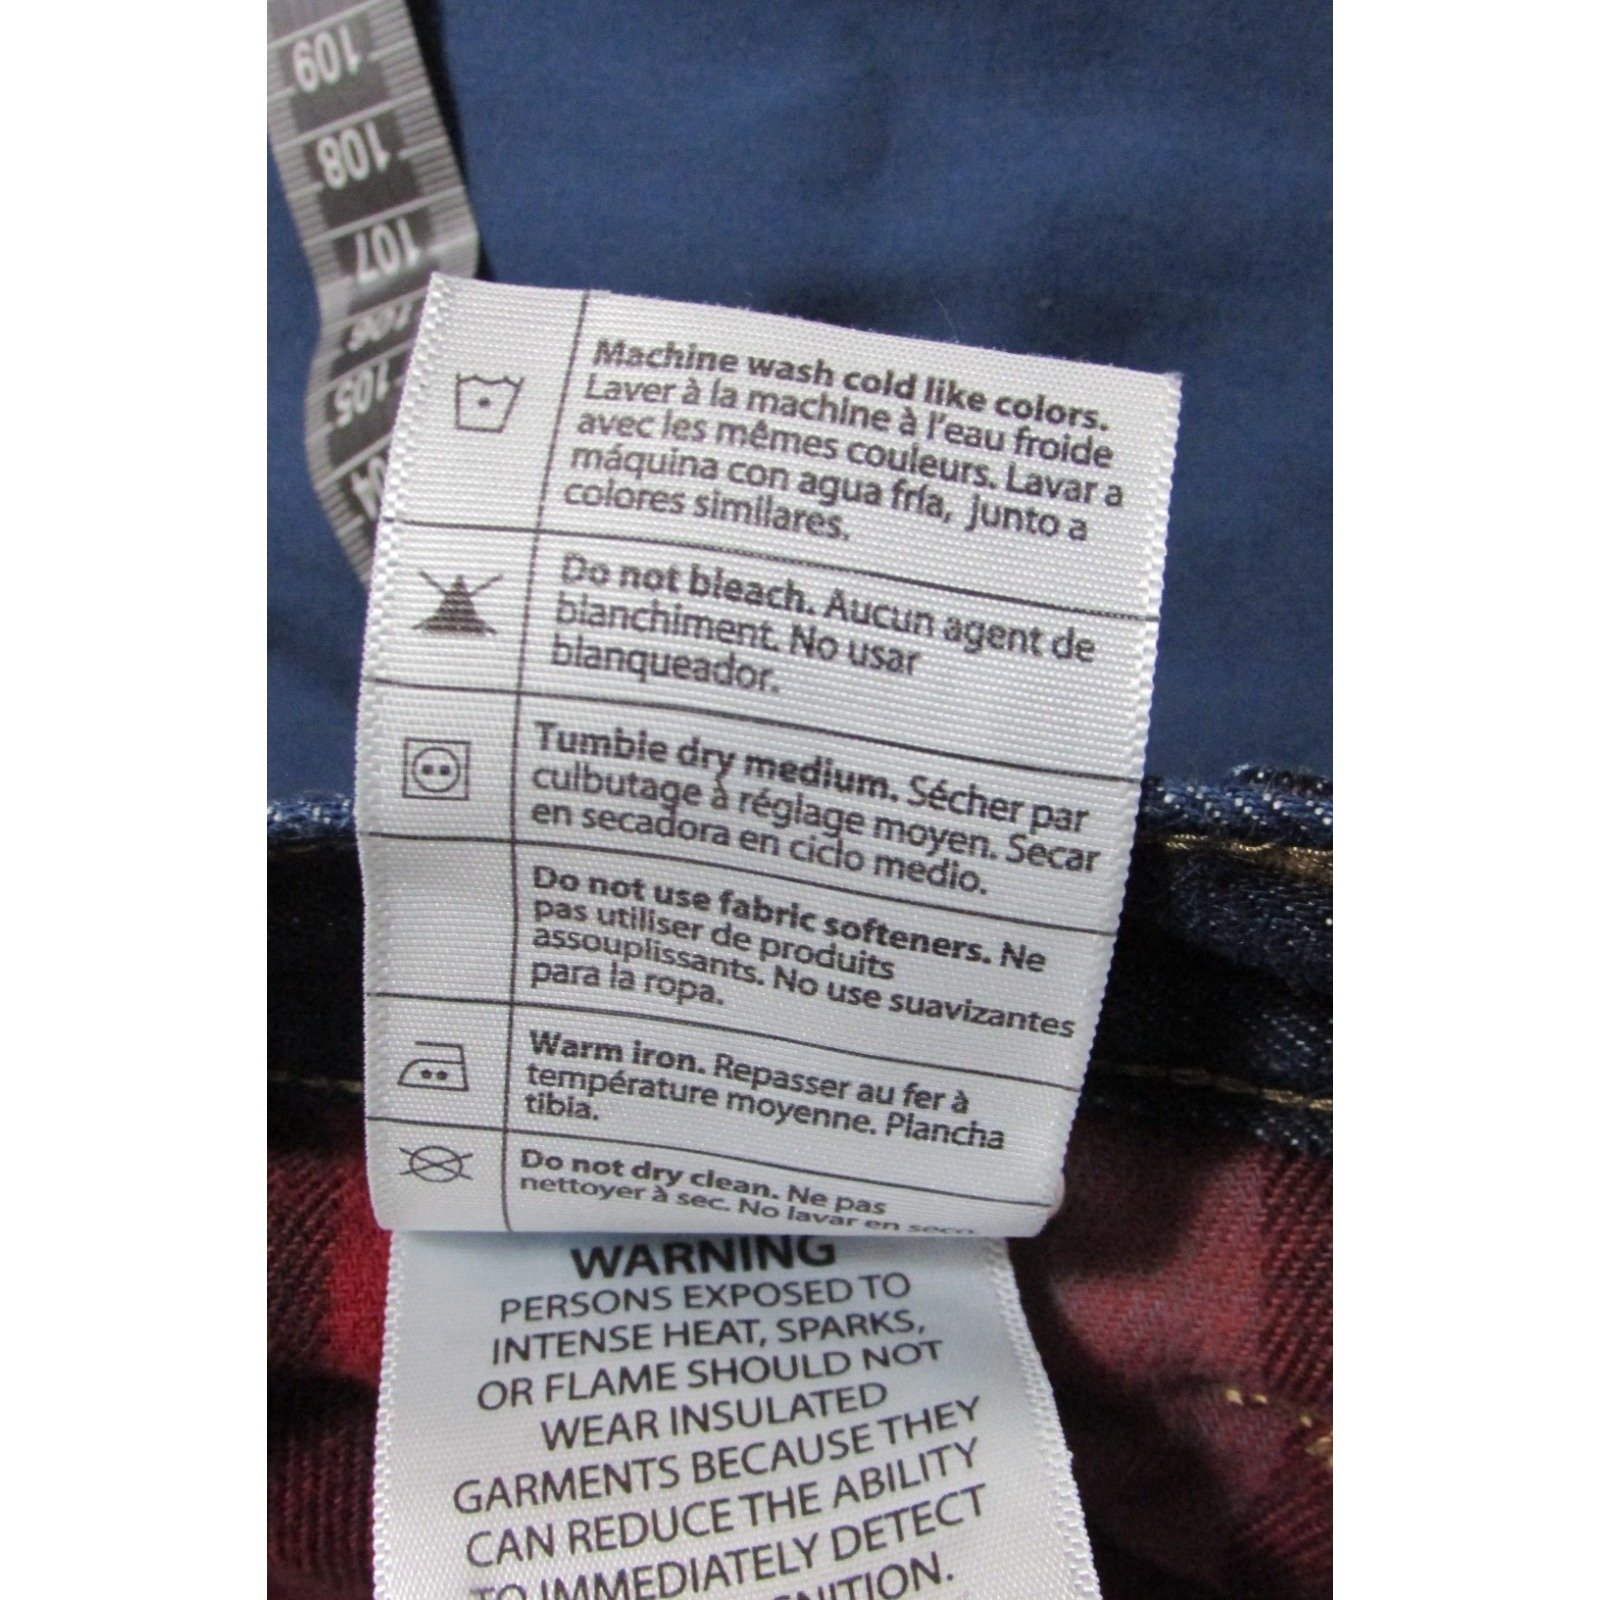 109
108
107
106
105
04
Machine wash cold like colors.
Laver à la machine à l'eau froide
avec les mêmes couleurs. Lavar a
máquina con agua fría, junto a
colores similares.
Do not bleach. Aucun agent de
blanchiment. No usar
blanqueador.
Tumble dry medium. Sécher par
culbutage à réglage moyen. Secar
en secadora en ciclo medio.
Do not use fabric softeners. Ne
pas utiliser de produits
assouplissants. No use suavizantes
para la ropa.
Warm iron. Repasser au fer à
température moyenne. Plancha
tibia.
Do not dry clean. Ne pas
nettoyer à sec. No lavar en seco.
WARNING
PERSONS EXPOSED TO
INTENSE HEAT, SPARKS,
OR FLAME SHOULD NOT
WEAR INSULATED
GARMENTS BECAUSE THEY
CAN REDUCE THE ABILITY
TO IMMEDIATELY DETECT